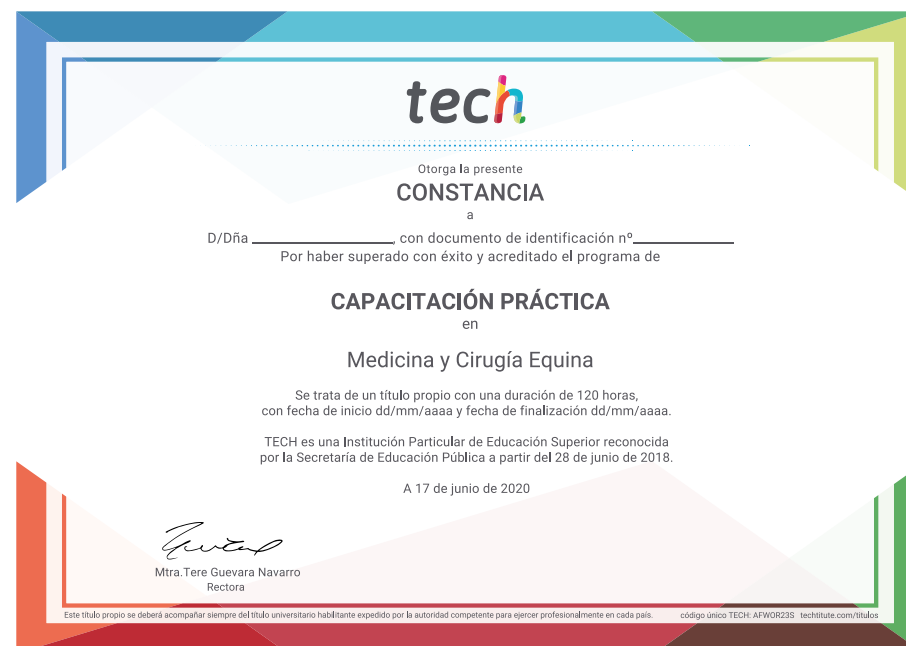 tech
Otorga la presente
CONSTANCIA
a
D/Dña ____________________, con documento de identificación nº______________
Por haber superado con éxito y acreditado el programa de
CAPACITACIÓN PRÁCTICA
en
Medicina y Cirugía Equina
Se trata de un título propio con una duración de 120 horas,
con fecha de inicio dd/mm/aaaa y fecha de finalización dd/mm/aaaa.
TECH es una Institución Particular de Educación Superior reconocida
por la Secretaría de Educación Pública a partir del 28 de junio de 2018.
A 17 de junio de 2020
Mtra.Tere Guevara Navarro
Rectora
Este título propio se deberá acompañar siempre del título universitario habilitante expedido por la autoridad competente para ejercer profesionalmente en cada país. código único TECH: AFWOR23S techtitute.com/titulos